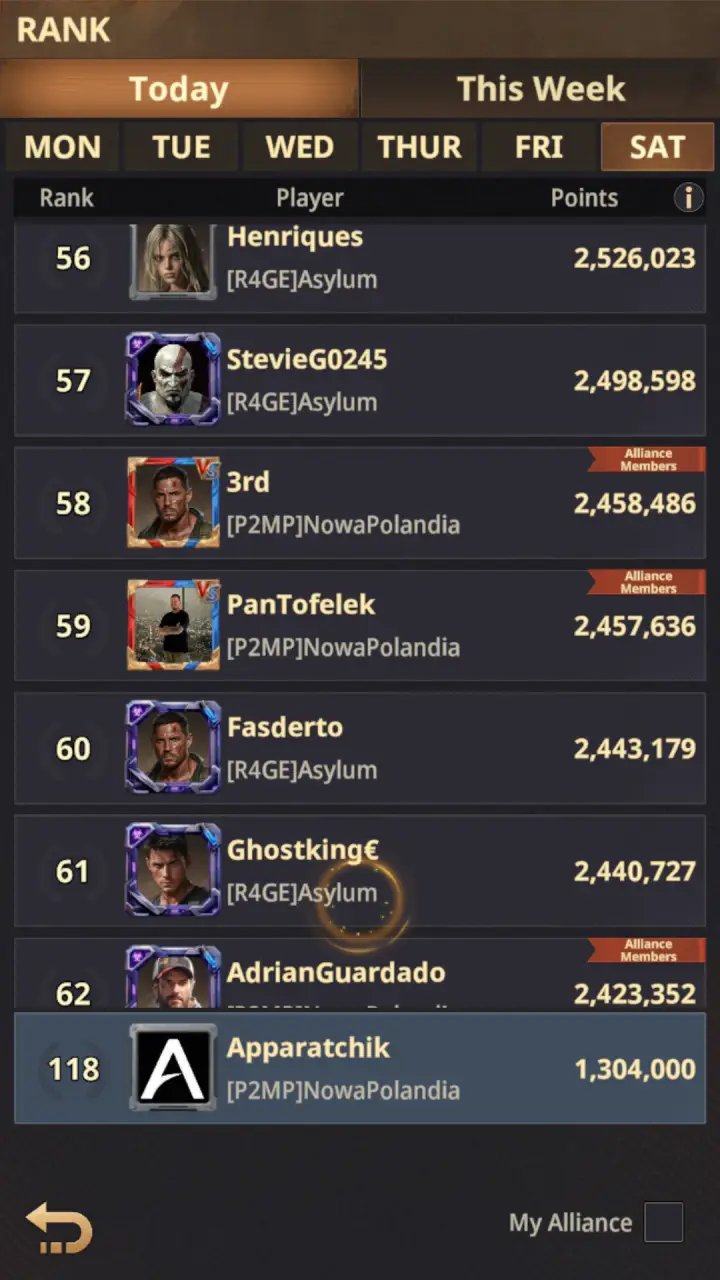 RANK
Today
This Week
MON
TUE
WED
THUR
FRI
SAT
Rank
Player
Points
i
56
Henriques
[R4GE]Asylum
2,526,023
57
StevieG0245
[R4GE]Asylum
2,498,598
Alliance
Members
58
VS
3rd
[P2MP]NowaPolandia
2,458,486
Alliance
Members
59
VS
PanTofelek
[P2MP]NowaPolandia
2,457,636
60
Fasderto
[R4GE]Asylum
2,443,179
61
Ghostking€
[R4GE]Asylum
2,440,727
Alliance
Members
62
AdrianGuardado
2,423,352
118
A
Apparatchik
[P2MP]NowaPolandia
1,304,000
My Alliance